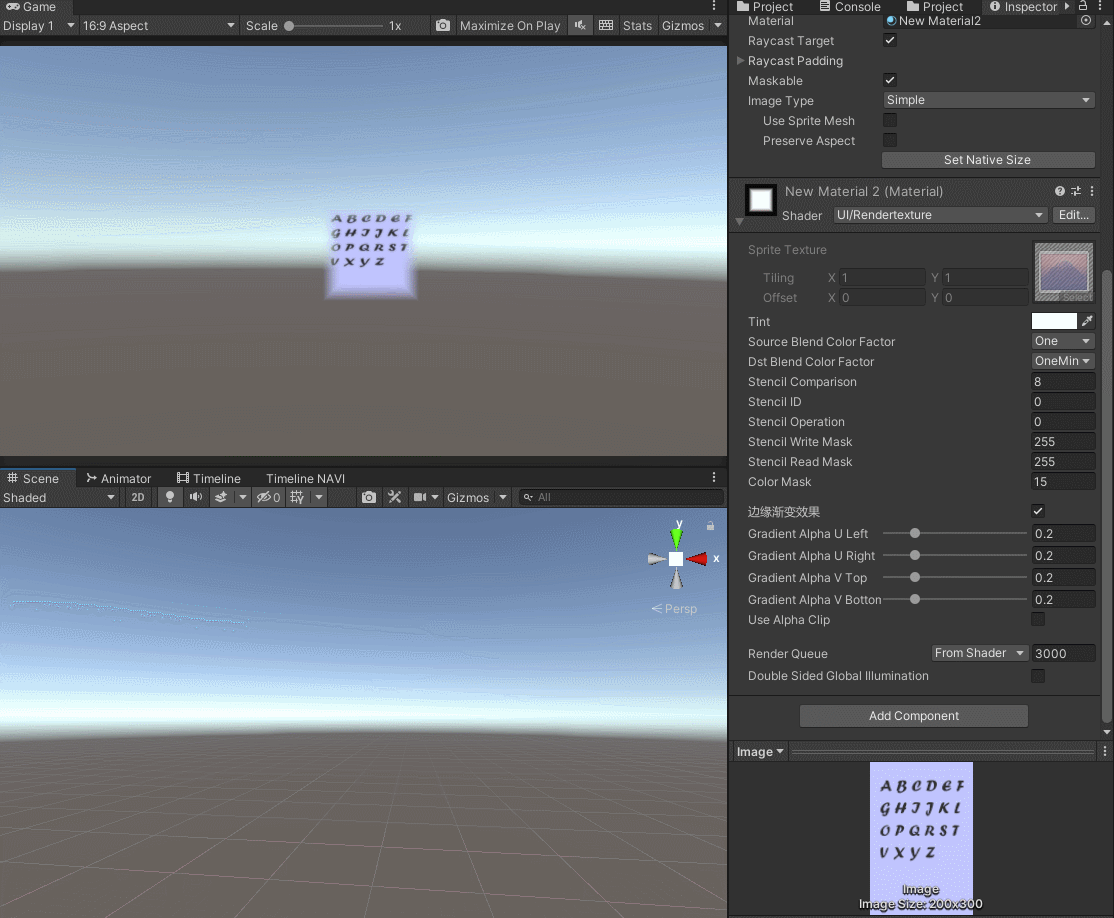 Game
Display 1 16:9 Aspect Scale 1x Maximize On Play Stats Gizmos
A B C D E F
G H I J K L
O P Q R S T
V X Y Z
Scene Animator Timeline Timeline NAVI
Shaded 2D 0 Gizmos All
y
x
Persp
Project Console Project Inspector
Material New Material2
Raycast Target
Raycast Padding
Maskable
Image Type Simple
Use Sprite Mesh
Preserve Aspect
Set Native Size
New Material 2 (Material)
Shader UI/Rendertexture Edit...
Sprite Texture
Tiling X 1 Y 1
Offset X 0 Y 0
Select
Tint
Source Blend Color Factor One
Dst Blend Color Factor OneMin
Stencil Comparison 8
Stencil ID 0
Stencil Operation 0
Stencil Write Mask 255
Stencil Read Mask 255
Color Mask 15
边缘渐变效果
Gradient Alpha U Left 0.2
Gradient Alpha U Right 0.2
Gradient Alpha V Top 0.2
Gradient Alpha V Botton 0.2
Use Alpha Clip
Render Queue From Shader 3000
Double Sided Global Illumination
Add Component
Image
A B C D E F
G H I J K L
O P Q R S T
V X Y Z
Image
Image Size: 200x300